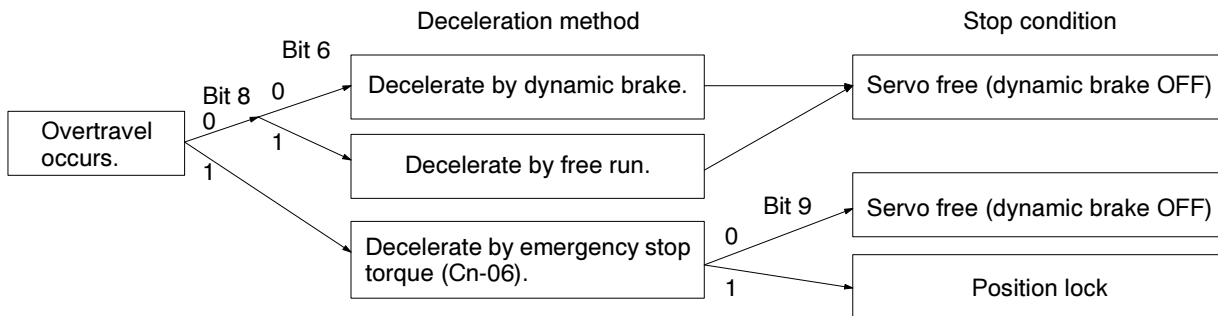 Deceleration method
Stop condition
Bit 6
Decelerate by dynamic brake.
Servo free (dynamic brake OFF)
0
Bit 8
0
Overtravel
occurs.
1
1
Decelerate by free run.
Bit 9
Servo free (dynamic brake OFF)
0
Decelerate by emergency stop
torque (Cn-06).
1
Position lock